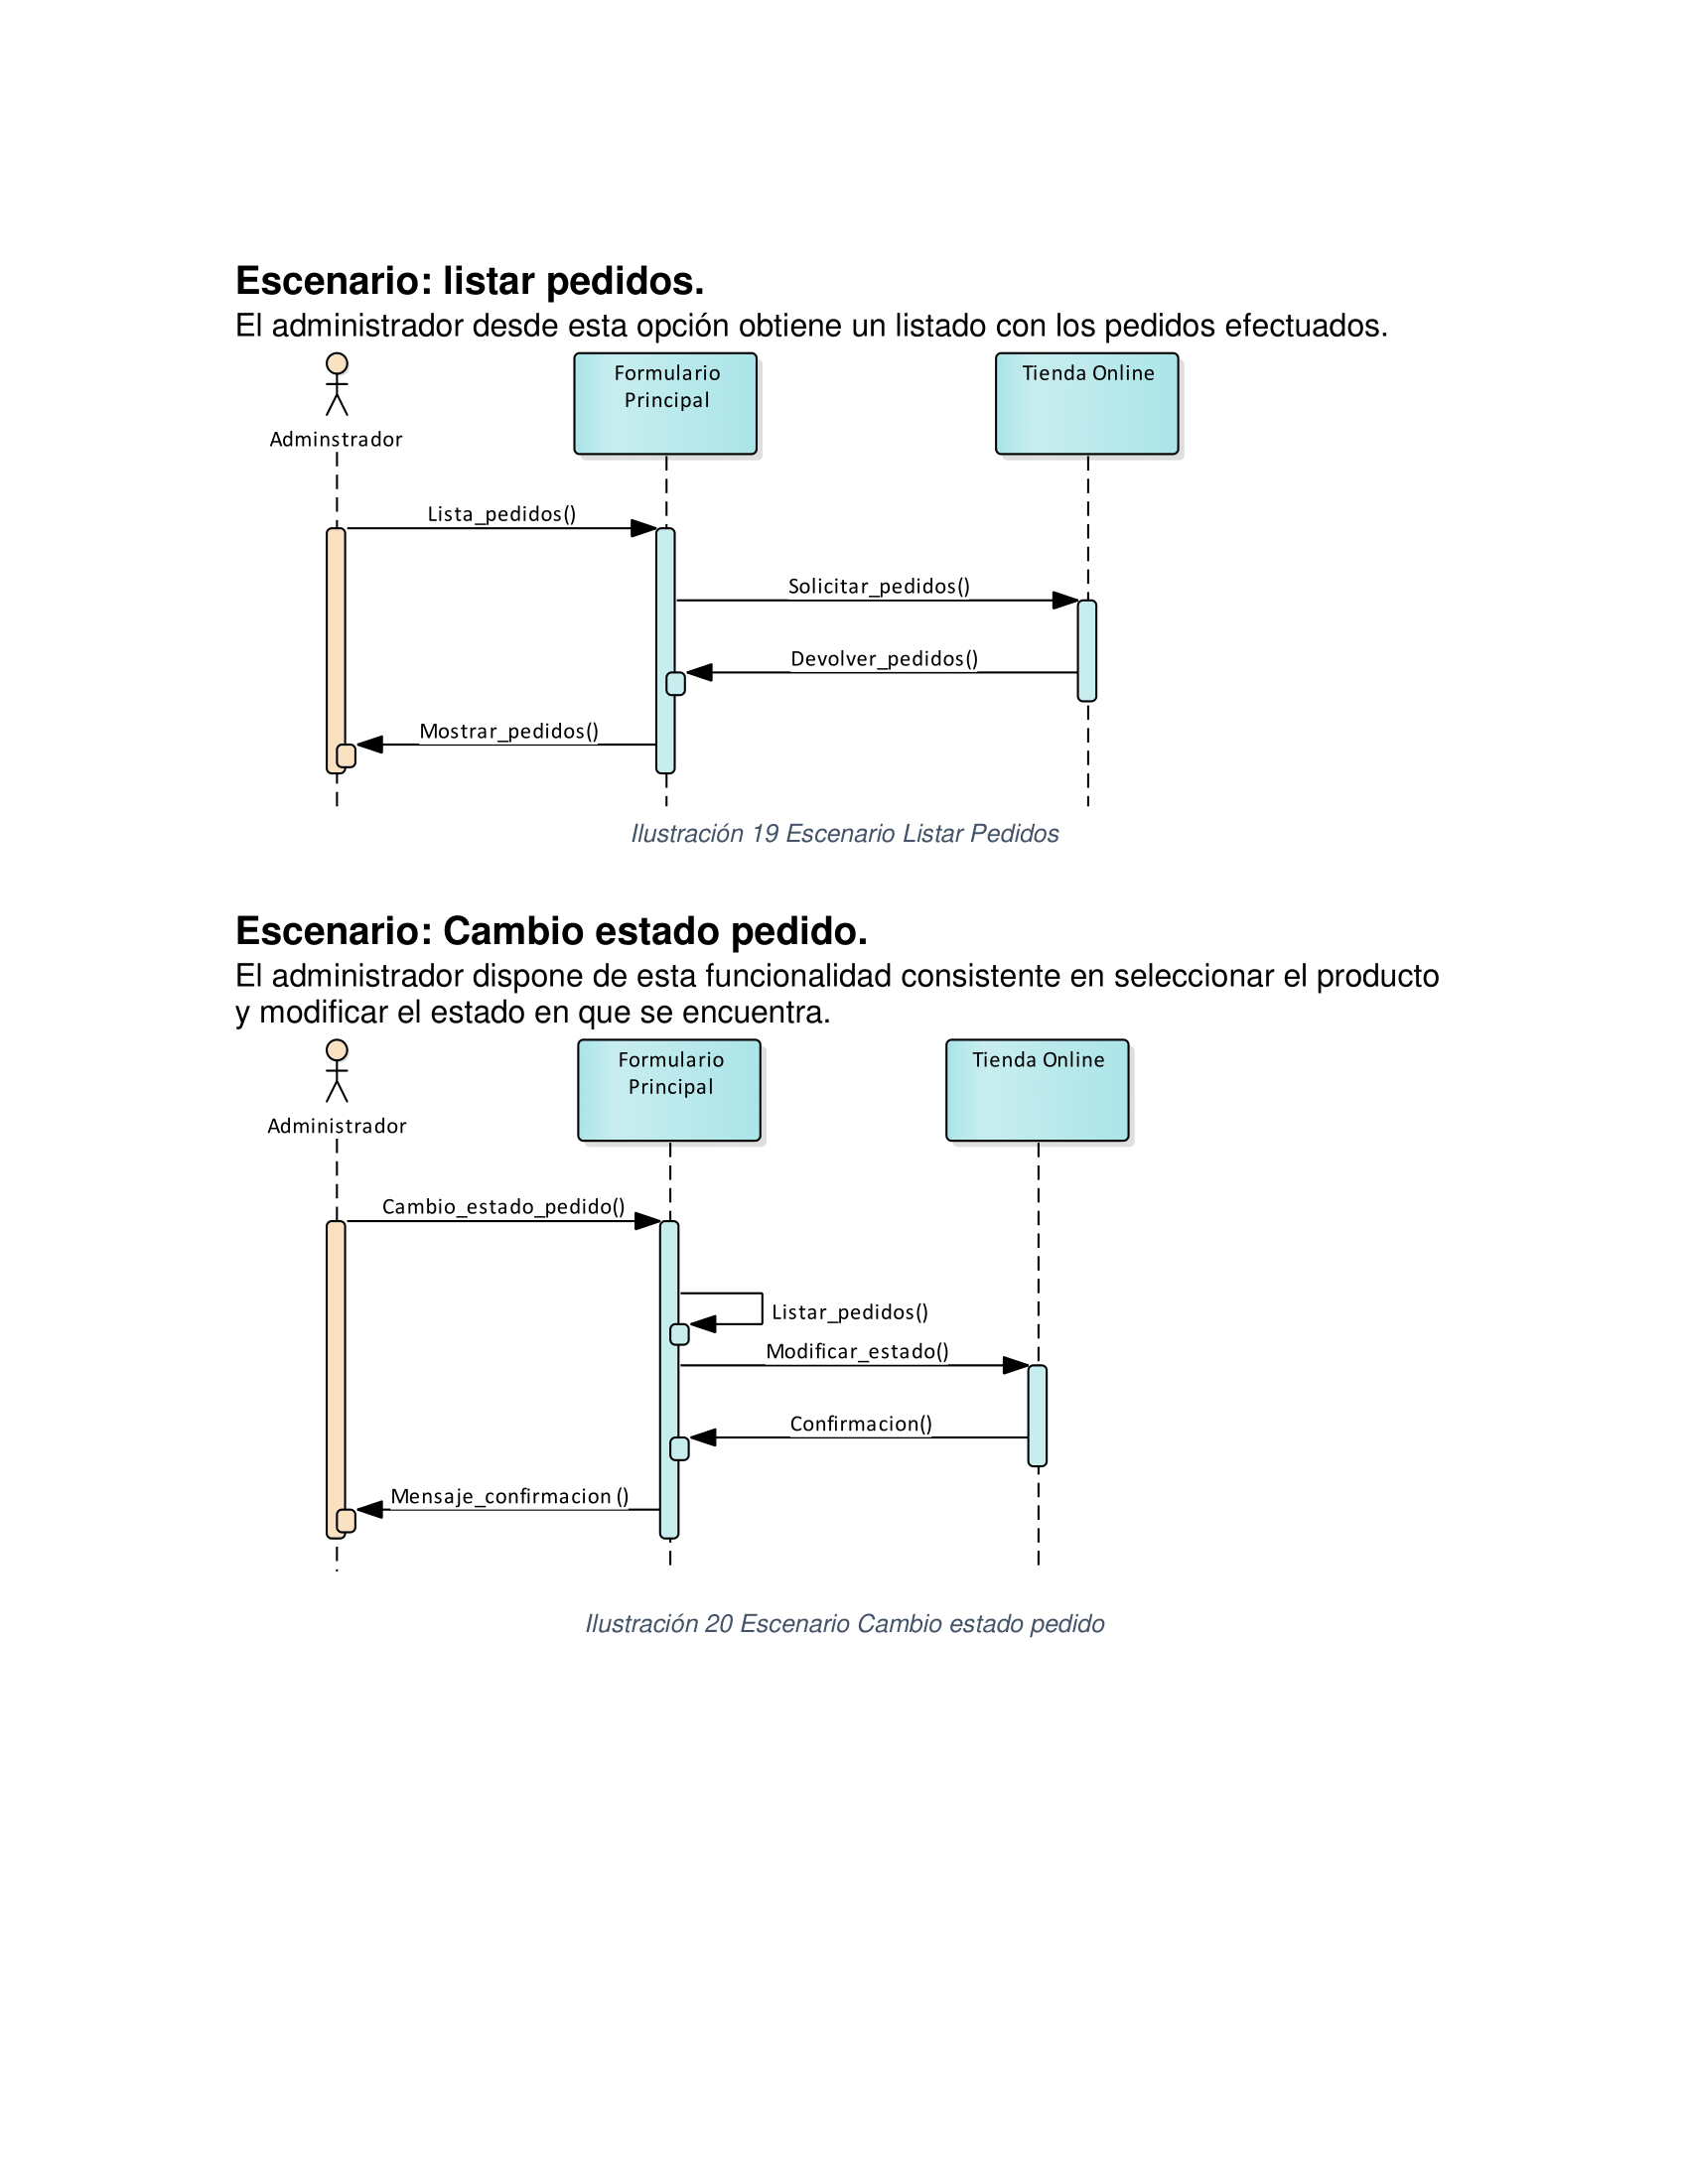 Escenario: listar pedidos.
El administrador desde esta opción obtiene un listado con los pedidos efectuados.
Formulario
Principal
Tienda Online
Adminstrador
Lista_pedidos()
Solicitar_pedidos()
Devolver_pedidos()
Mostrar_pedidos()
Ilustración 19 Escenario Listar Pedidos
Escenario: Cambio estado pedido.
El administrador dispone de esta funcionalidad consistente en seleccionar el producto
y modificar el estado en que se encuentra.
Formulario
Principal
Tienda Online
Administrador
Cambio_estado_pedido()
Listar_pedidos()
Modificar_estado()
Confirmacion()
Mensaje_confirmacion ()
Ilustración 20 Escenario Cambio estado pedido